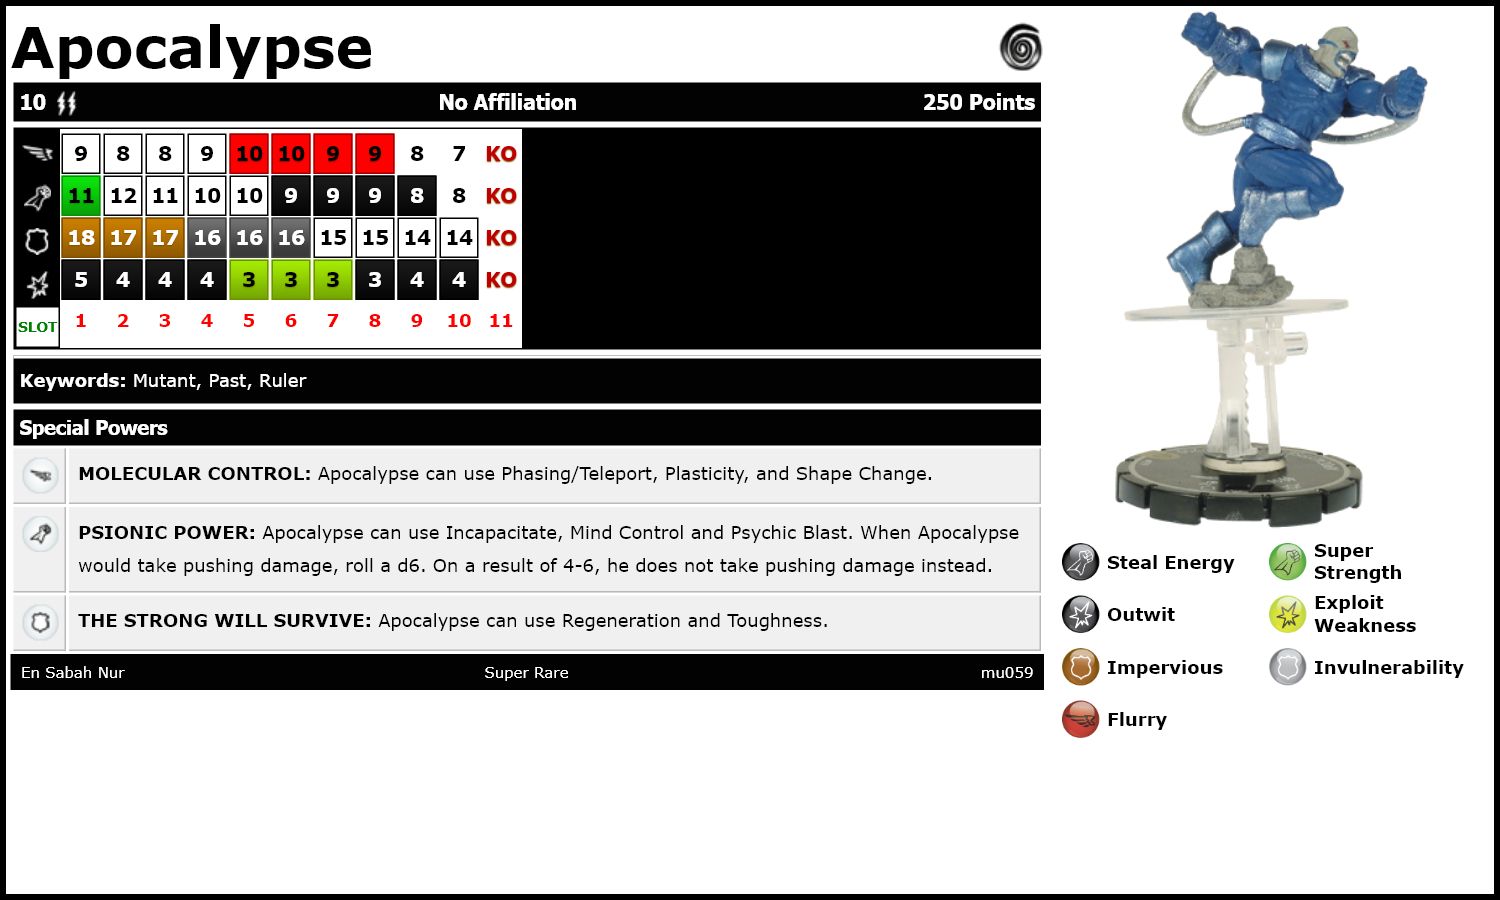 Apocalypse
10 No Affiliation 250 Points
9 8 8 9 10 10 9 9 8 7 KO
11 12 11 10 10 9 9 9 8 8 KO
18 17 17 16 16 16 15 15 14 14 KO
5 4 4 4 3 3 3 3 4 4 KO
SLOT 1 2 3 4 5 6 7 8 9 10 11
Keywords: Mutant, Past, Ruler
Special Powers
MOLECULAR CONTROL: Apocalypse can use Phasing/Teleport, Plasticity, and Shape Change.
PSIONIC POWER: Apocalypse can use Incapacitate, Mind Control and Psychic Blast. When Apocalypse
would take pushing damage, roll a d6. On a result of 4-6, he does not take pushing damage instead.
THE STRONG WILL SURVIVE: Apocalypse can use Regeneration and Toughness.
En Sabah Nur Super Rare mu059
Steal Energy
Super
Strength
Outwit
Exploit
Weakness
Impervious
Invulnerability
Flurry